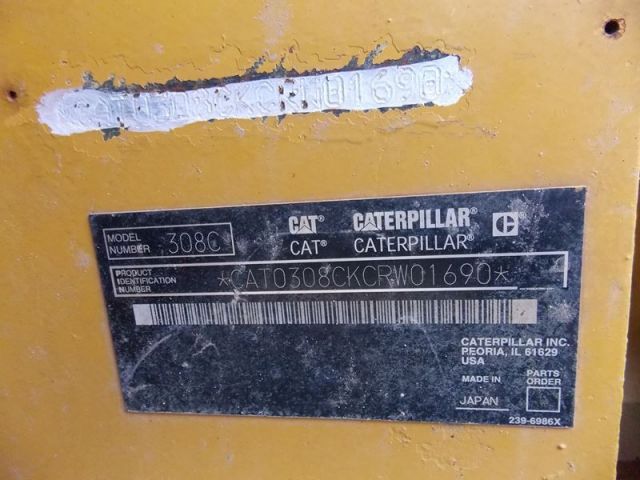 *CAT0308CKCRW01690*
MODEL NUMBER 308C
CAT® CATERPILLAR®
CAT® CATERPILLAR®
PRODUCT IDENTIFICATION NUMBER *CAT0308CKCRW01690*
CATERPILLAR INC.
PEORIA, IL 61629
USA
MADE IN PARTS ORDER
JAPAN
239-6986X